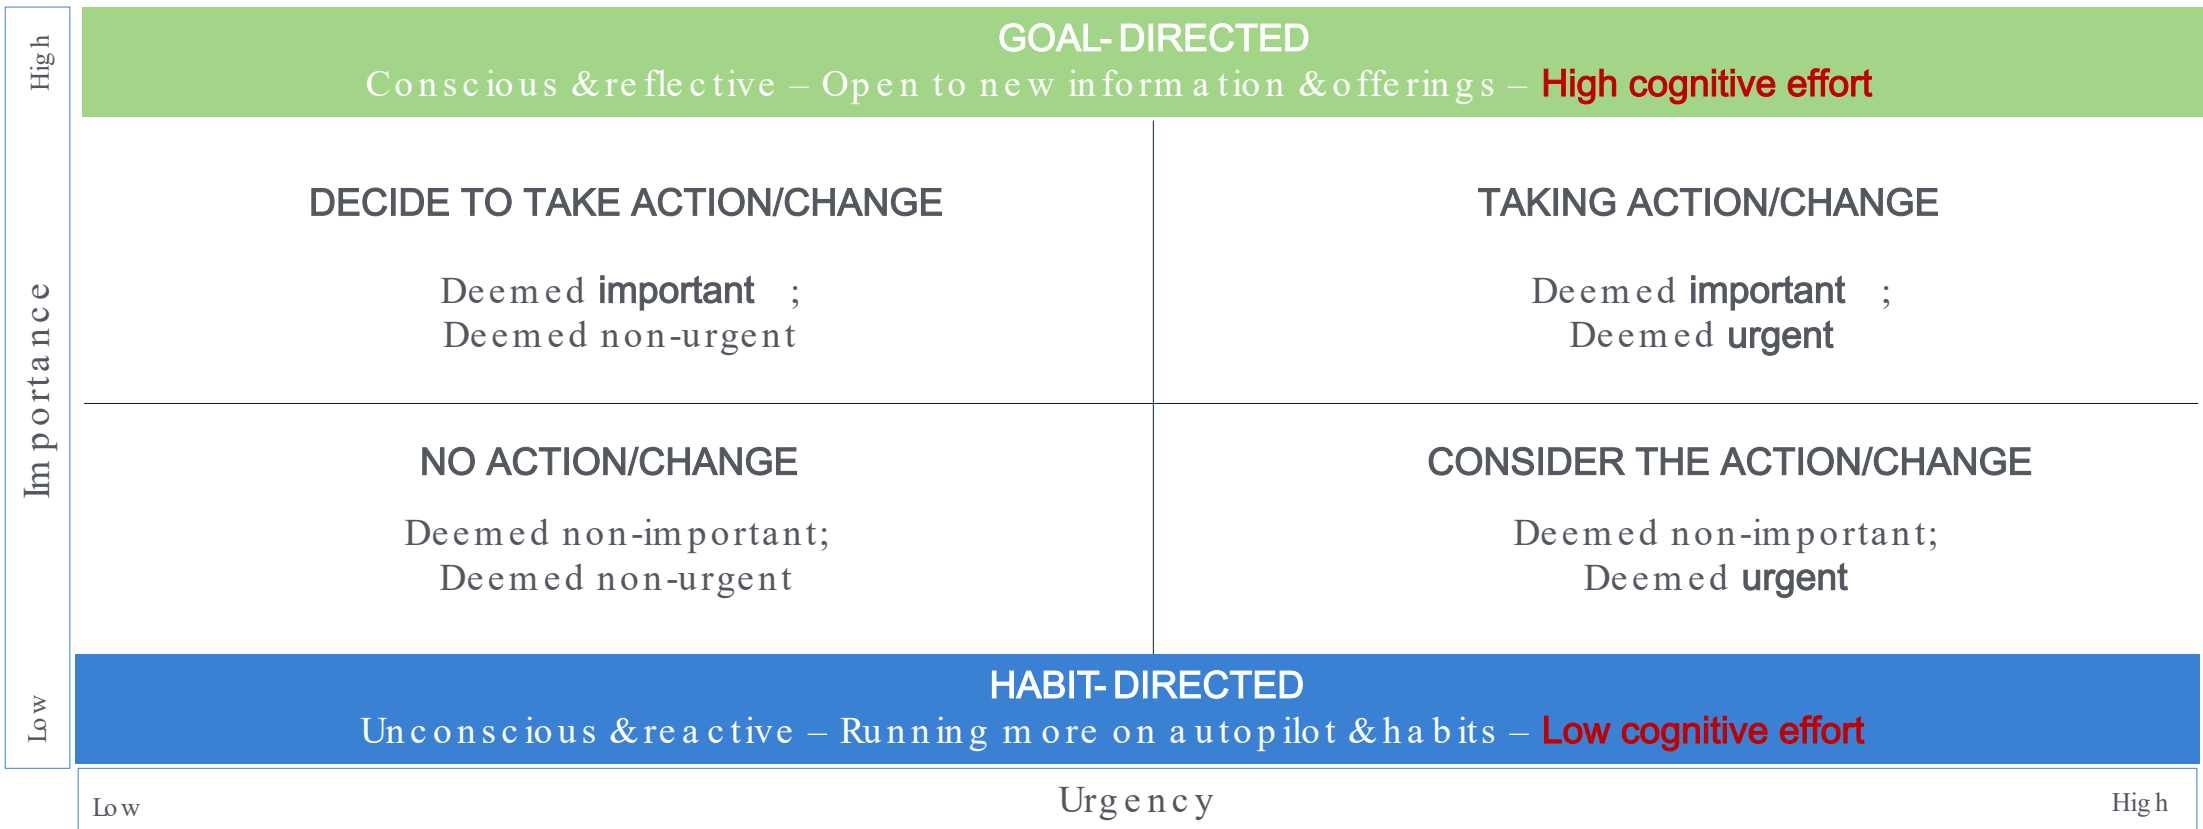 High
GOAL- DIRECTED
Conscious & reflective – Open to new information & offerings – High cognitive effort
DECIDE TO TAKE ACTION/CHANGE
Deemed important ;
Deemed non-urgent
TAKING ACTION/CHANGE
Deemed important ;
Deemed urgent
Importance
NO ACTION/CHANGE
Deemed non-important;
Deemed non-urgent
CONSIDER THE ACTION/CHANGE
Deemed non-important;
Deemed urgent
Low
HABIT- DIRECTED
Unconscious & reactive – Running more on autopilot & habits – Low cognitive effort
Low
Urgency
High